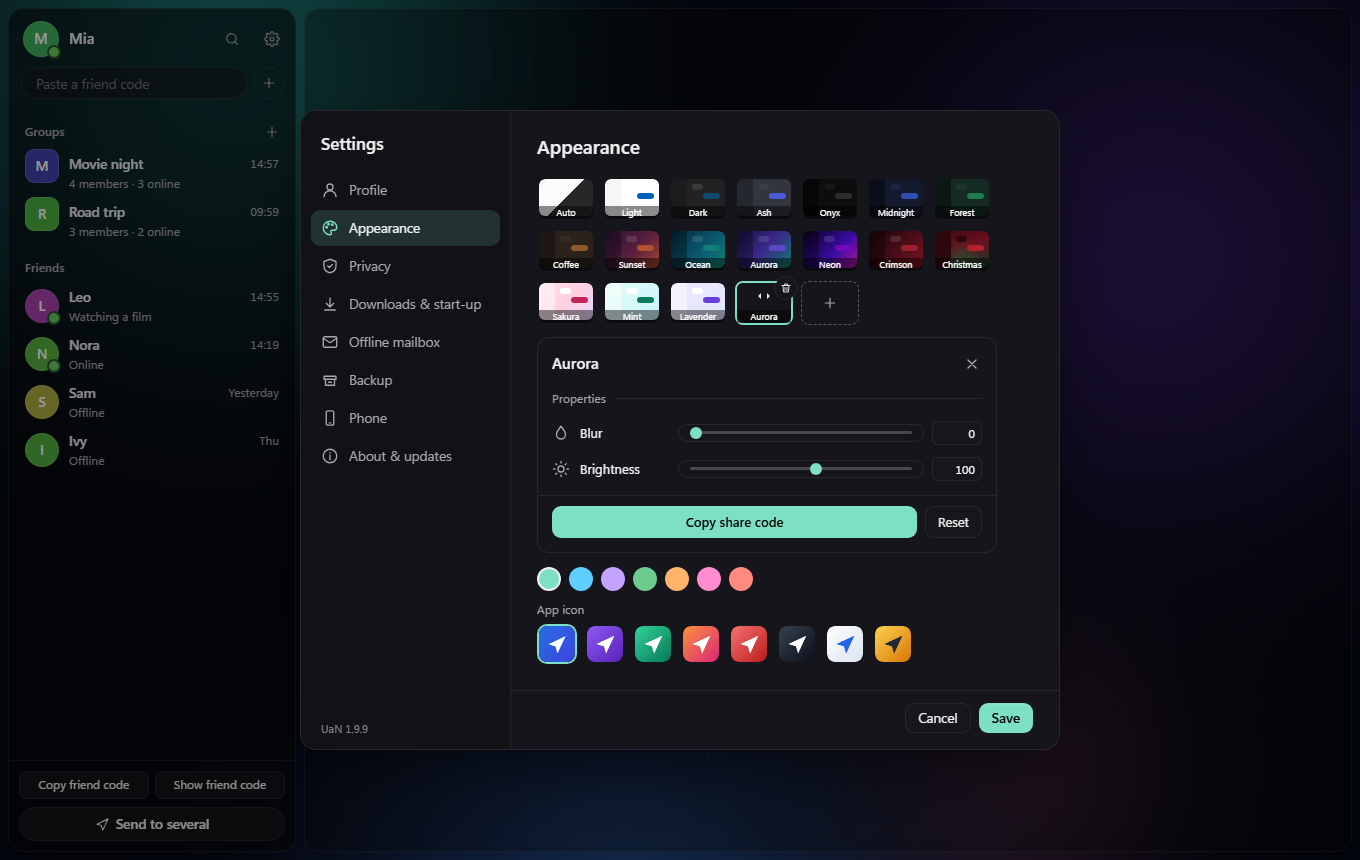 M
Mia
Paste a friend code
Groups
M
Movie night
14:57
4 members · 3 online
R
Road trip
09:59
3 members · 2 online
Friends
L
Leo
14:55
Watching a film
N
Nora
14:19
Online
S
Sam
Yesterday
Offline
I
Ivy
Thu
Offline
Copy friend code
Show friend code
Send to several
Settings
Profile
Appearance
Privacy
Downloads & start-up
Offline mailbox
Backup
Phone
About & updates
UaN 1.9.9
Appearance
Auto
Light
Dark
Ash
Onyx
Midnight
Forest
Coffee
Sunset
Ocean
Aurora
Neon
Crimson
Christmas
Sakura
Mint
Lavender
Aurora
Aurora
Properties
Blur
0
Brightness
100
Copy share code
Reset
App icon
Cancel
Save